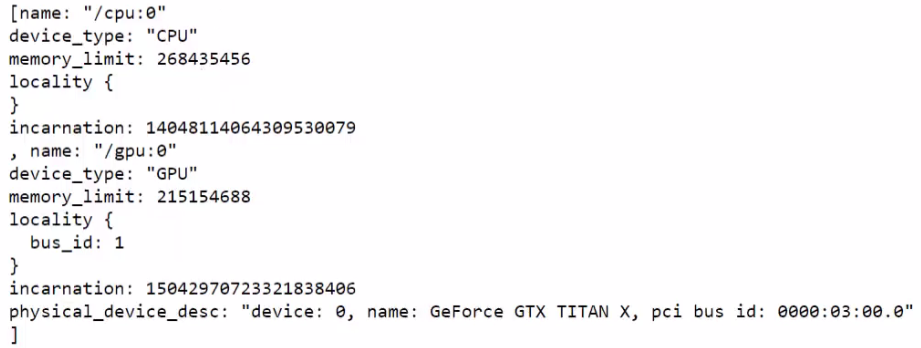 [name: "/cpu:0"
device_type: "CPU"
memory_limit: 268435456
locality {
}
incarnation: 14048114064309530079
, name: "/gpu:0"
device_type: "GPU"
memory_limit: 215154688
locality {
  bus_id: 1
}
incarnation: 15042970723321838406
physical_device_desc: "device: 0, name: GeForce GTX TITAN X, pci bus id: 0000:03:00.0"
]